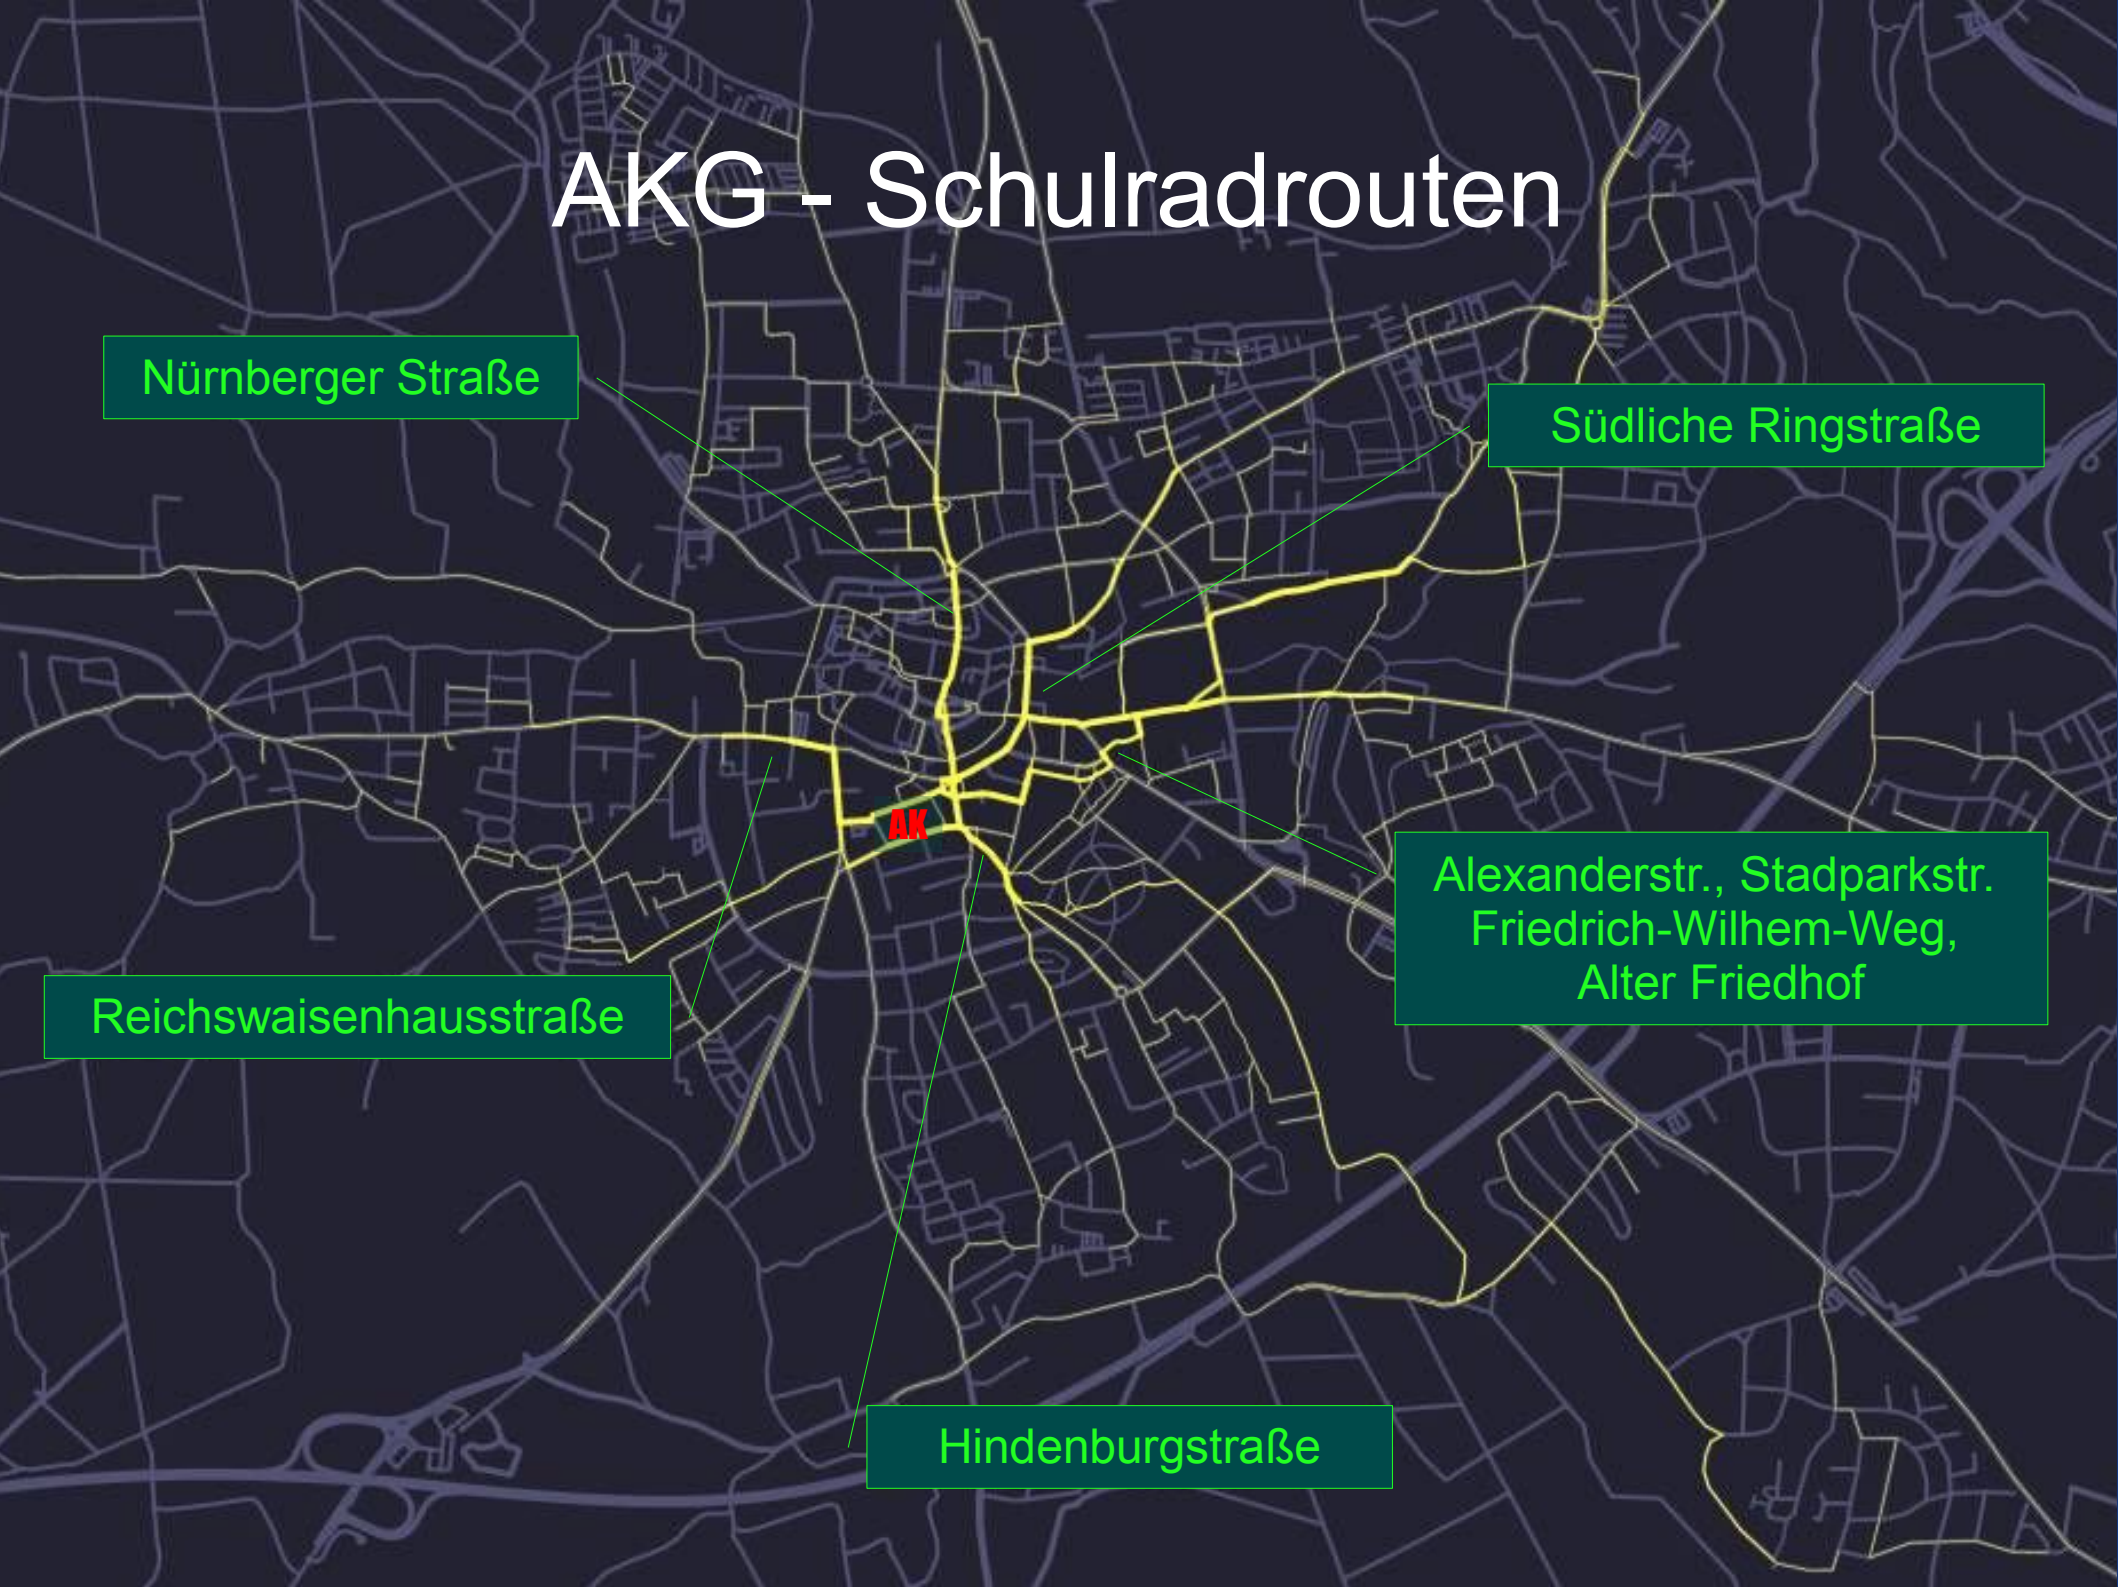 AKG - Schulradrouten
Nürnberger Straße
Südliche Ringstraße
AK
Alexanderstr., Stadparkstr.
Friedrich-Wilhem-Weg,
Alter Friedhof
Reichswaisenhausstraße
Hindenburgstraße